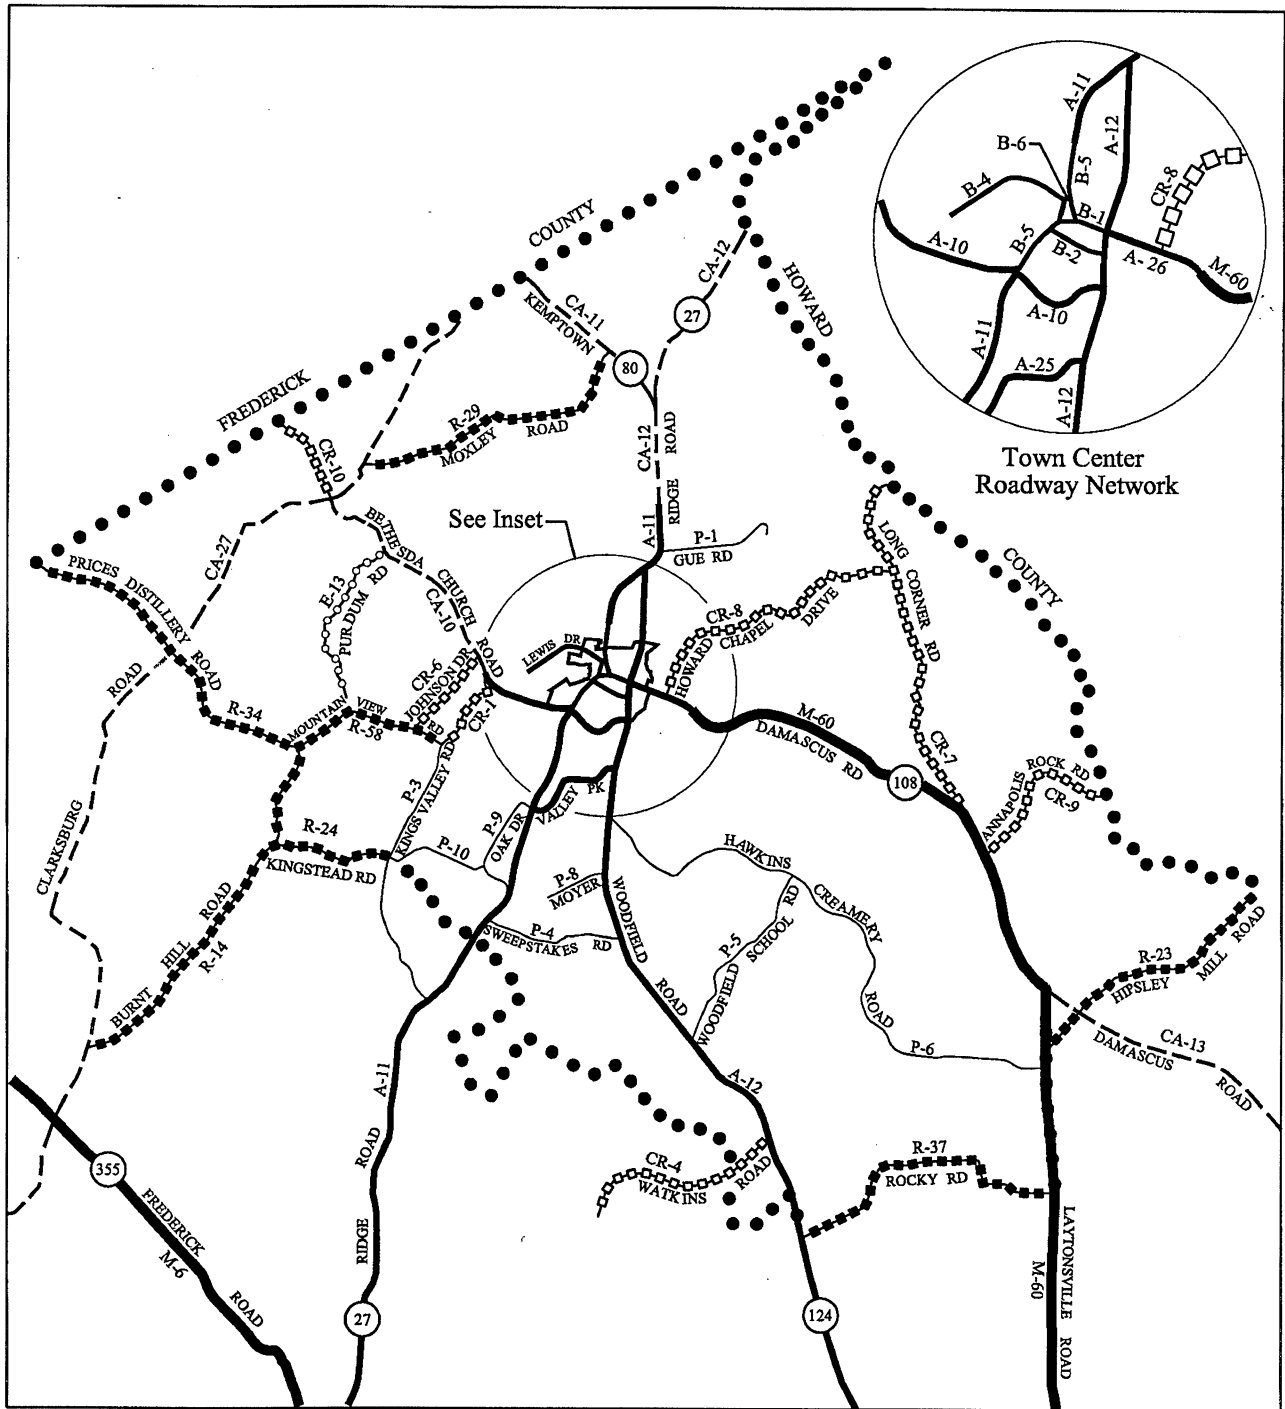 A-11
A-12
B-6
B-5
B-4
CR-8
B-1
A-10
B-5
B-2
A-26
M-60
A-10
A-11
A-25
A-12
Town Center
Roadway Network
COUNTY
CA-12
HOWARD
27
CA-11
KEMPTOWN
80
FREDERICK
R-29
MOXLEY ROAD
CR-10
CA-12
RIDGE ROAD
See Inset
A-11
P-1
GUE RD
COUNTY
LONG CORNER RD
BETHESDA CHURCH ROAD
CA-10
CA-27
PRICES DISTILLERY ROAD
E-13
PURDUM RD
CR-8
HOWARD CHAPEL DRIVE
LEWIS DR
CR-6
JOHNSON DR
CR-1
R-34
MOUNTAIN VIEW RD
R-58
M-60
DAMASCUS RD
108
CR-7
ANNAPOLIS ROCK RD
CR-9
CLARKSBURG ROAD
P-3
KINGS VALLEY RD
VALLEY PK
P-9
OAK DR
R-24
KINGSTEAD RD
P-10
P-8
MOYER
HAWKINS CREAMERY ROAD
WOODFIELD ROAD
P-4
SWEEPSTAKES RD
P-5
WOODFIELD SCHOOL RD
BURNT HILL ROAD
R-14
R-23
HIPSLEY MILL ROAD
P-6
CA-13
DAMASCUS ROAD
A-11
A-12
355
FREDERICK ROAD
M-6
CR-4
WATKINS ROAD
R-37
ROCKY RD
RIDGE ROAD
27
124
M-60
LAYTONSVILLE ROAD